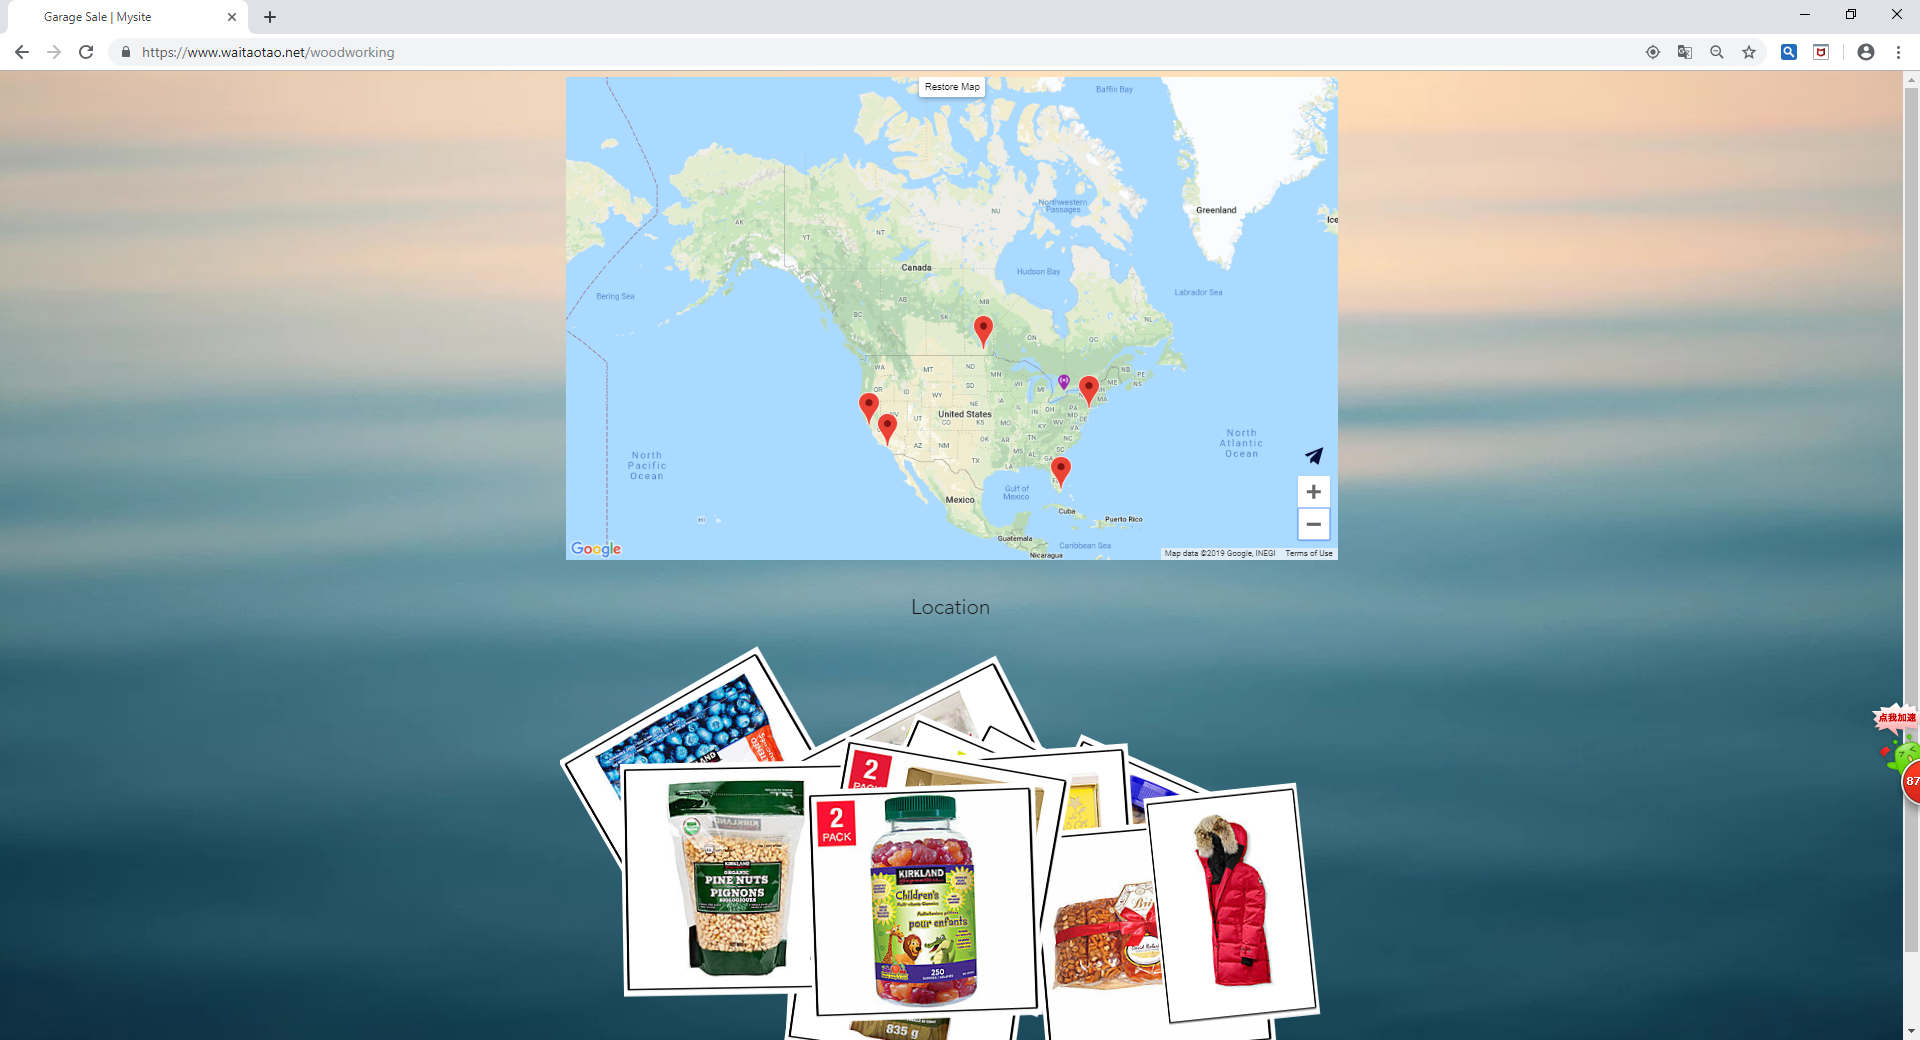 Garage Sale | Mysite
https://www.waitaotao.net/woodworking
Restore Map
Baffin Bay
Greenland
Ice
Northwestern
Passages
NU
AK
YT
NT
Canada
Hudson Bay
Bering Sea
Labrador Sea
AB
MB
BC
SK
NL
ON
QC
WA
MT
ND
MN
NB
PE
NS
ME
OR
ID
SD
WI
MI
WY
NE
IA
MA
NV
UT
United States
CO
KS
MO
IL
IN
OH
PA
MD
DE
KY
WV
VA
AZ
NM
OK
AR
TN
NC
TX
MS
AL
GA
SC
LA
North
Pacific
Ocean
North
Atlantic
Ocean
Gulf of
Mexico
Mexico
Cuba
Puerto Rico
HI
Guatemala
Caribbean Sea
Nicaragua
Google
Map data ©2019 Google, INEGI
Terms of Use
Location
点我加速
87
2
PACK
2
PACK
KIRKLAND
ORGANIC
PINE NUTS
PIGNONS
BIOLOGIQUES
KIRKLAND
Signature
Children's
Multivitamin Gummies
pour enfants
250
835 g